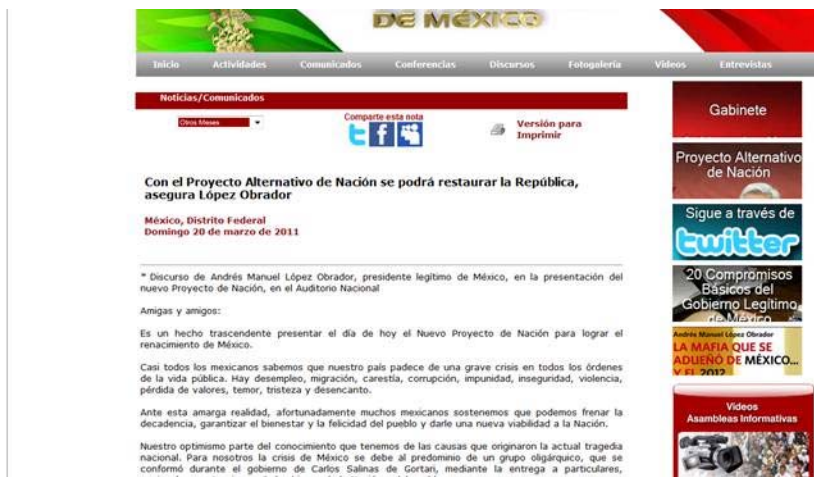 DE MÉXICO
Inicio Actividades Comunicados Conferencias Discursos Fotogalería Videos Entrevistas
Noticias/Comunicados
Otros Meses
Comparte esta nota
Versión para
Imprimir
Con el Proyecto Alternativo de Nación se podrá restaurar la República,
asegura López Obrador
México, Distrito Federal
Domingo 20 de marzo de 2011
* Discurso de Andrés Manuel López Obrador, presidente legítimo de México, en la presentación del
nuevo Proyecto de Nación, en el Auditorio Nacional
Amigas y amigos:
Es un hecho trascendente presentar el día de hoy el Nuevo Proyecto de Nación para lograr el
renacimiento de México.
Casi todos los mexicanos sabemos que nuestro país padece de una grave crisis en todos los órdenes
de la vida pública. Hay desempleo, migración, carestía, corrupción, impunidad, inseguridad, violencia,
pérdida de valores, temor, tristeza y desencanto.
Ante esta amarga realidad, afortunadamente muchos mexicanos sostenemos que podemos frenar la
decadencia, garantizar el bienestar y la felicidad del pueblo y darle una nueva viabilidad a la Nación.
Nuestro optimismo parte del conocimiento que tenemos de las causas que originaron la actual tragedia
nacional. Para nosotros la crisis de México se debe al predominio de un grupo oligárquico, que se
conformó durante el gobierno de Carlos Salinas de Gortari, mediante la entrega a particulares,
Gabinete
Proyecto Alternativo
de Nación
Sigue a través de
twitter
20 Compromisos
Básicos del
Gobierno Legítimo
de México
Andrés Manuel López Obrador
LA MAFIA QUE SE
ADUEÑÓ DE MÉXICO...
Y EL 2012
Videos
Asambleas Informativas